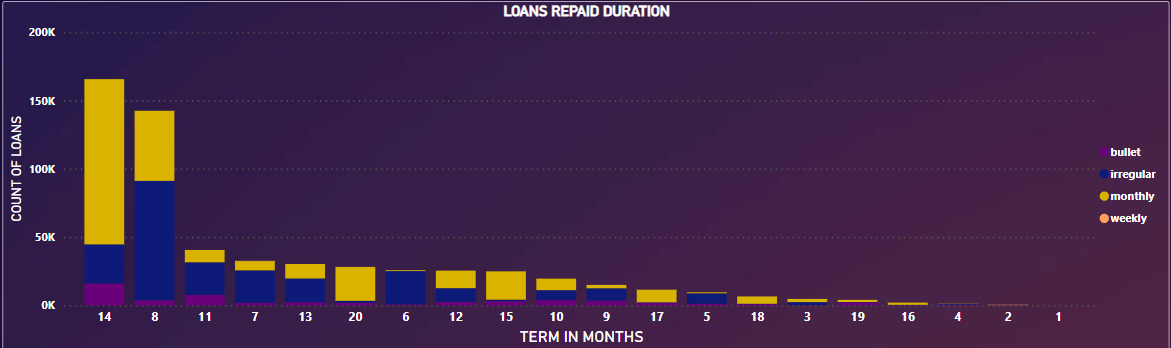 LOANS REPAID DURATION
COUNT OF LOANS
200K
150K
100K
50K
0K
14 8 11 7 13 20 6 12 15 10 9 17 5 18 3 19 16 4 2 1
TERM IN MONTHS
bullet
irregular
monthly
weekly